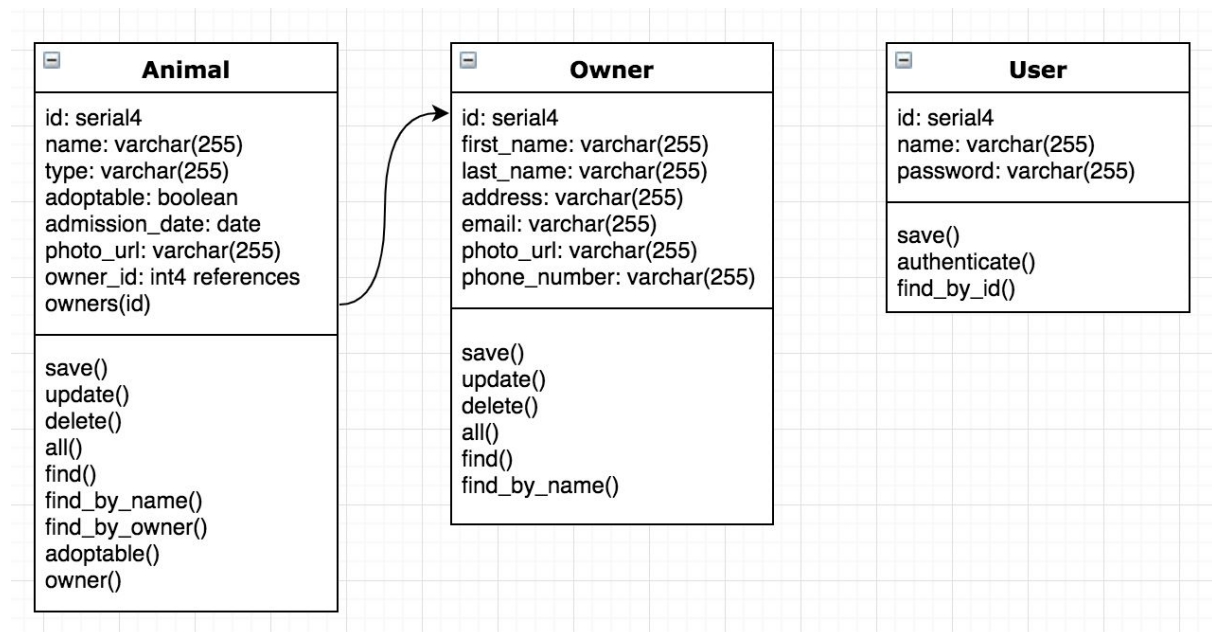 Animal
id: serial4
name: varchar(255)
type: varchar(255)
adoptable: boolean
admission_date: date
photo_url: varchar(255)
owner_id: int4 references
owners(id)
save()
update()
delete()
all()
find()
find_by_name()
find_by_owner()
adoptable()
owner()
Owner
id: serial4
first_name: varchar(255)
last_name: varchar(255)
address: varchar(255)
email: varchar(255)
photo_url: varchar(255)
phone_number: varchar(255)
save()
update()
delete()
all()
find()
find_by_name()
User
id: serial4
name: varchar(255)
password: varchar(255)
save()
authenticate()
find_by_id()